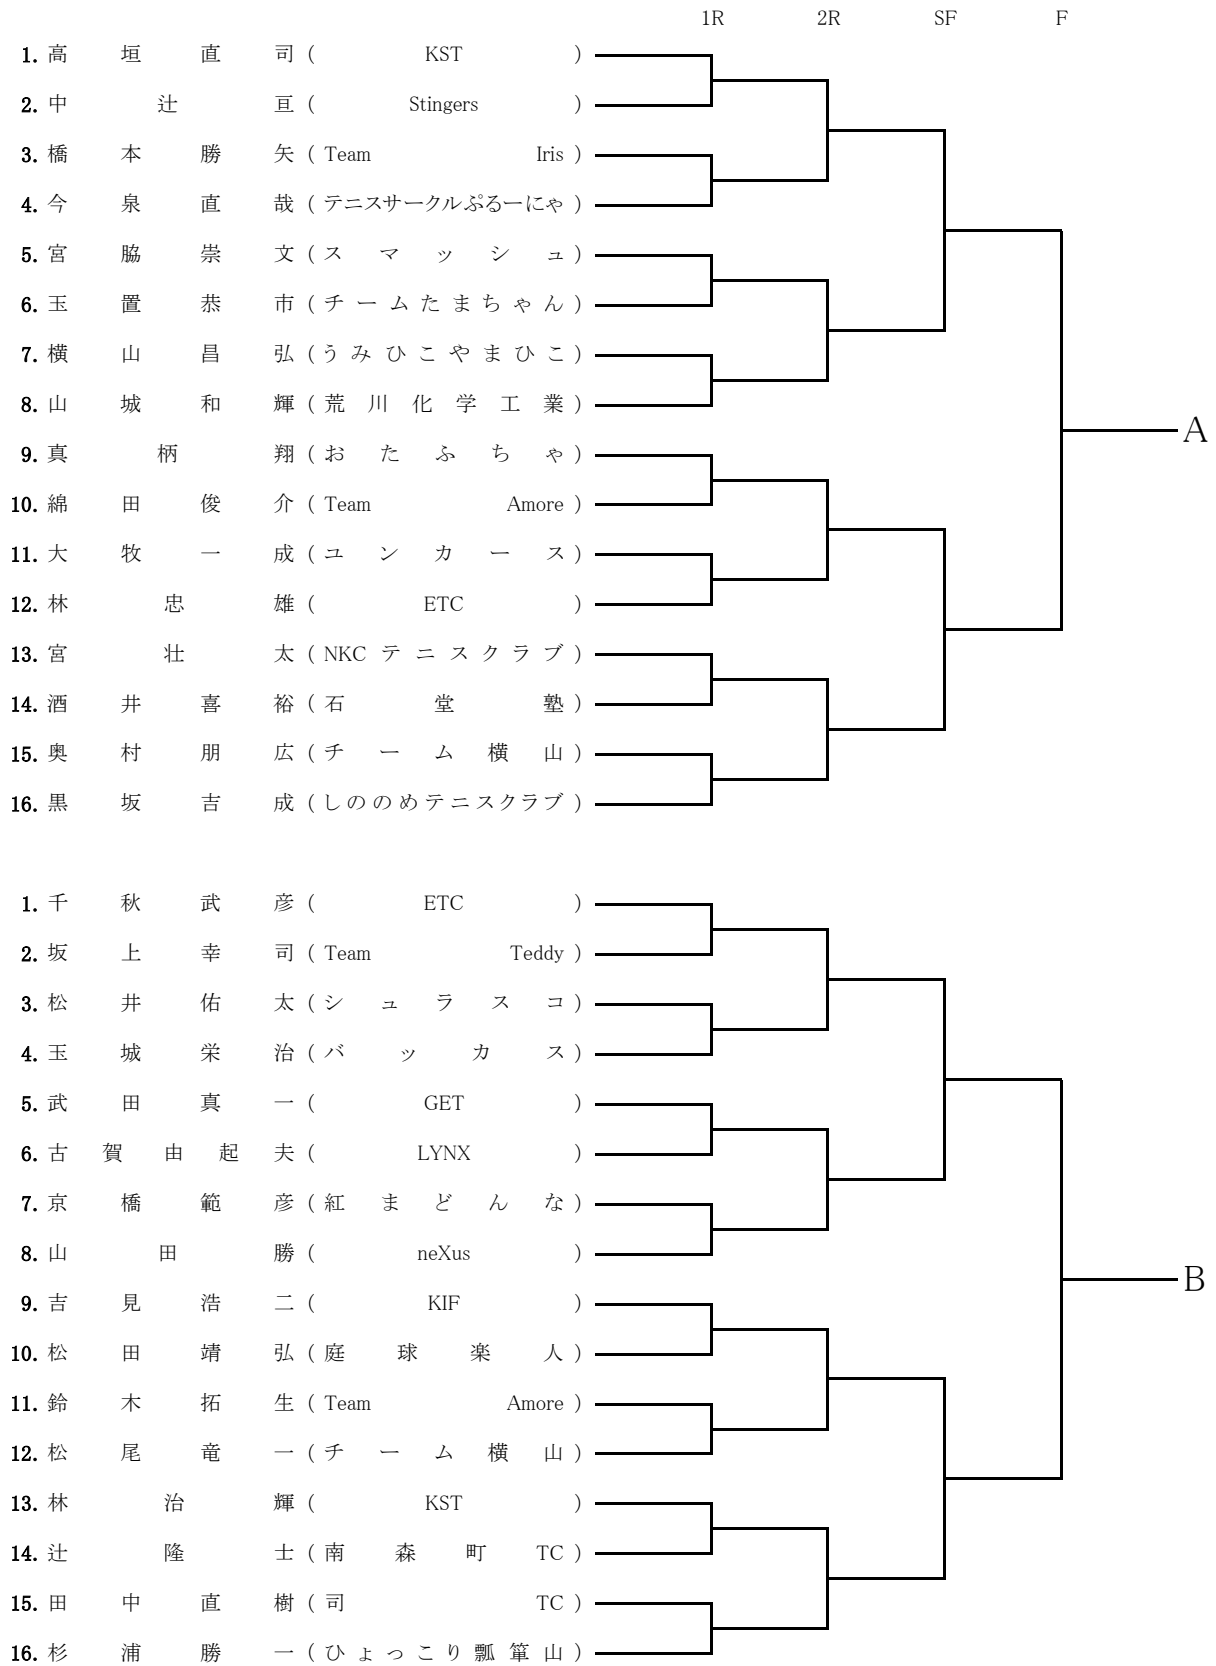 1R 2R SF F
1. 高垣直司 ( KST )
2. 中辻亘 ( Stingers )
3. 橋本勝矢 ( Team Iris )
4. 今泉直哉 ( テニスサークルぷるーにゃ )
5. 宮脇崇文 ( スマッシュ )
6. 玉置恭市 ( チームたまちゃん )
7. 横山昌弘 ( うみひこやまひこ )
8. 山城和輝 ( 荒川化学工業 )
A
9. 真柄翔 ( おたふちゃ )
10. 綿田俊介 ( Team Amore )
11. 大牧一成 ( ユンカース )
12. 林忠雄 ( ETC )
13. 宮壮太 ( NKC テニスクラブ )
14. 酒井喜裕 ( 石堂塾 )
15. 奥村朋広 ( チーム横山 )
16. 黒坂吉成 ( しののめテニスクラブ )
1. 千秋武彦 ( ETC )
2. 坂上幸司 ( Team Teddy )
3. 松井佑太 ( シュラスコ )
4. 玉城栄治 ( バッカス )
5. 武田真一 ( GET )
6. 古賀由起夫 ( LYNX )
7. 京橋範彦 ( 紅まどんな )
8. 山田勝 ( neXus )
B
9. 吉見浩二 ( KIF )
10. 松田靖弘 ( 庭球楽人 )
11. 鈴木拓生 ( Team Amore )
12. 松尾竜一 ( チーム横山 )
13. 林治輝 ( KST )
14. 辻隆士 ( 南森町 TC )
15. 田中直樹 ( 司 TC )
16. 杉浦勝一 ( ひょっこり瓢箪山 )